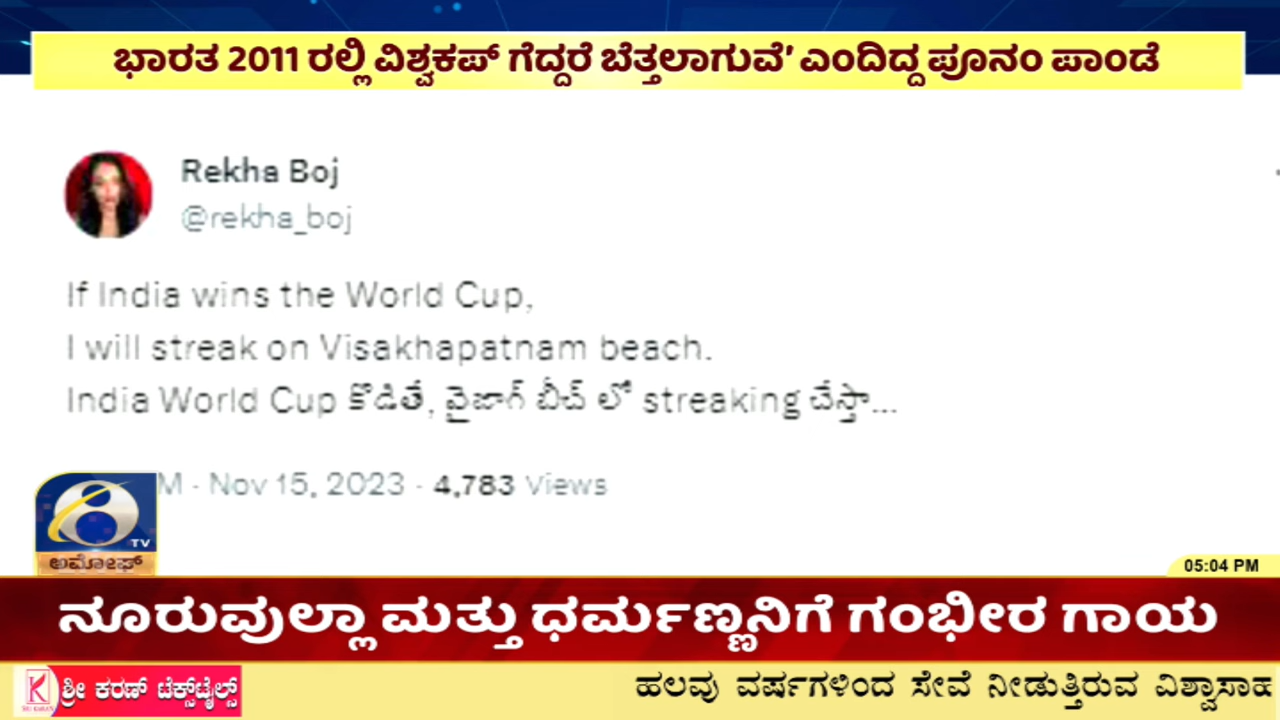 ಭಾರತ 2011 ರಲ್ಲಿ ವಿಶ್ವಕಪ್ ಗೆದ್ದರೆ ಬೆತ್ತಲಾಗುವೆ’ ಎಂದಿದ್ದ ಪೂನಂ ಪಾಂಡೆ
Rekha Boj
@rekha_boj
If India wins the World Cup,
I will streak on Visakhapatnam beach.
India World Cup కొడితే, వైజాగ్ బీచ్ లో streaking చేస్తా...
M · Nov 15, 2023 · 4,783 Views
8 TV
ಅಮೋಘ್
05:04 PM
ನೂರುವುಲ್ಲಾ ಮತ್ತು ಧರ್ಮಣ್ಣನಿಗೆ ಗಂಭೀರ ಗಾಯ
ಶ್ರೀ ಕರಣ್ ಟೆಕ್ಸ್‌ಟೈಲ್ಸ್ ಹಲವು ವರ್ಷಗಳಿಂದ ಸೇವೆ ನೀಡುತ್ತಿರುವ